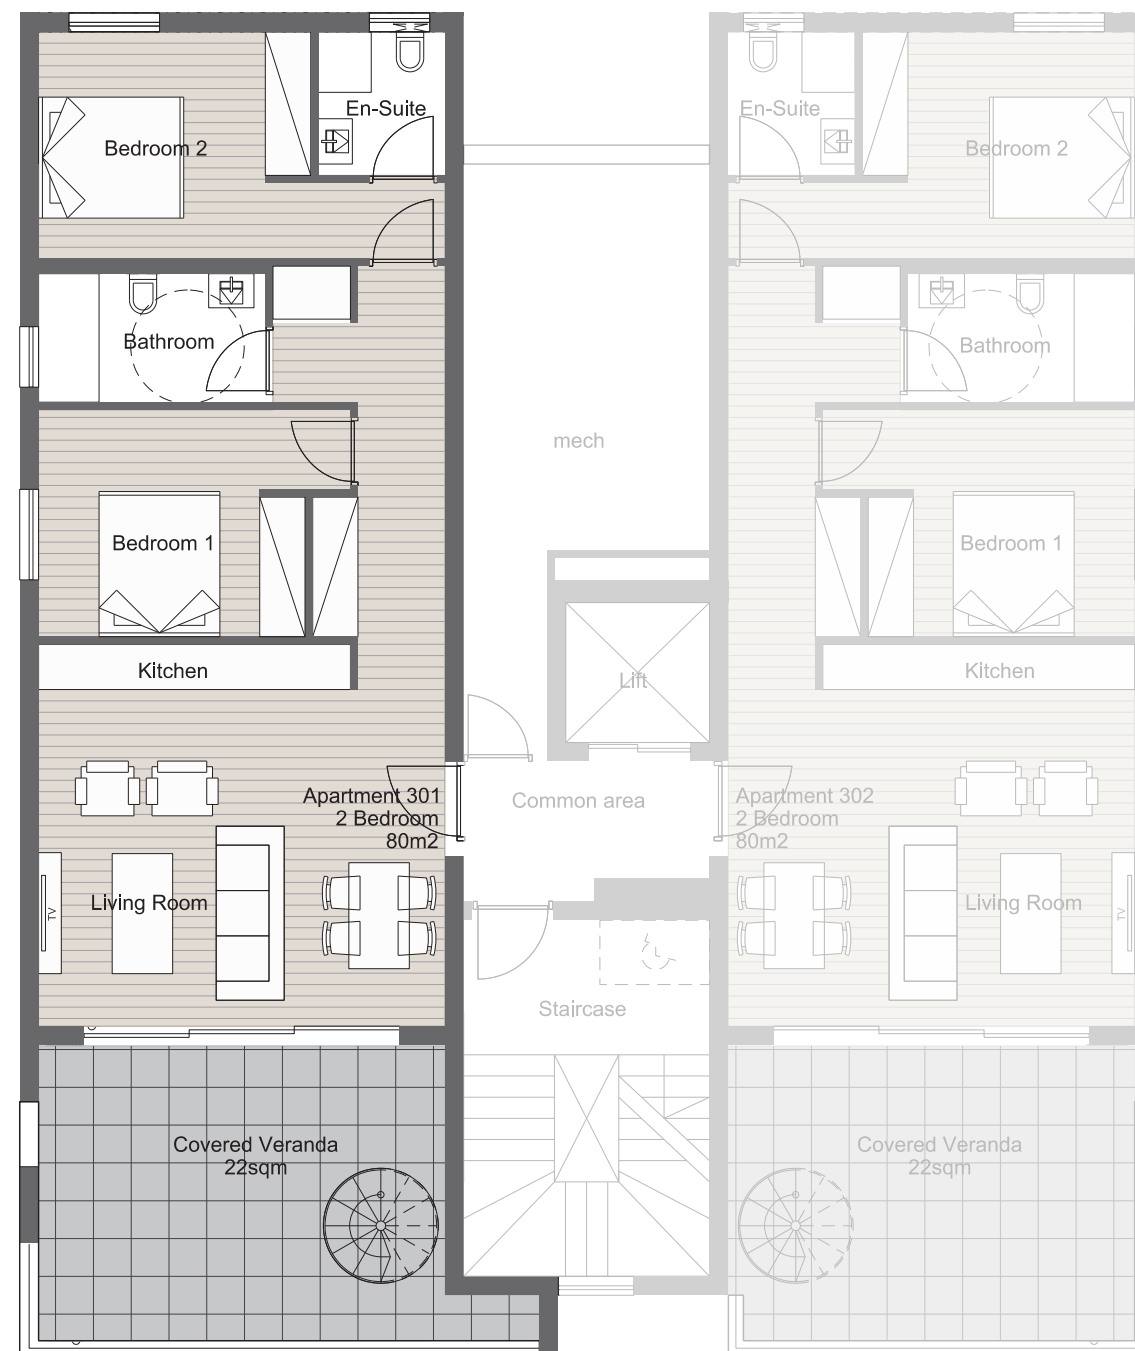 En-Suite
En-Suite
Bedroom 2
Bedroom 2
Bathroom
Bathroom
mech
Bedroom 1
Bedroom 1
Kitchen
Lift
Kitchen
Apartment 301
2 Bedroom
80m2
Common area
Apartment 302
2 Bedroom
80m2
TV
Living Room
Living Room
TV
Staircase
Covered Veranda
22sqm
Covered Veranda
22sqm